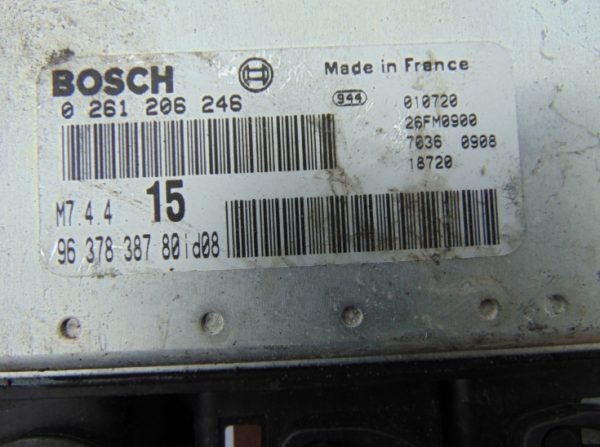 BOSCH
Made in France
0 261 206 246
944
010720
26FM0900
7036 0908
18720
M7.4.4 15
96 378 387 80 id08